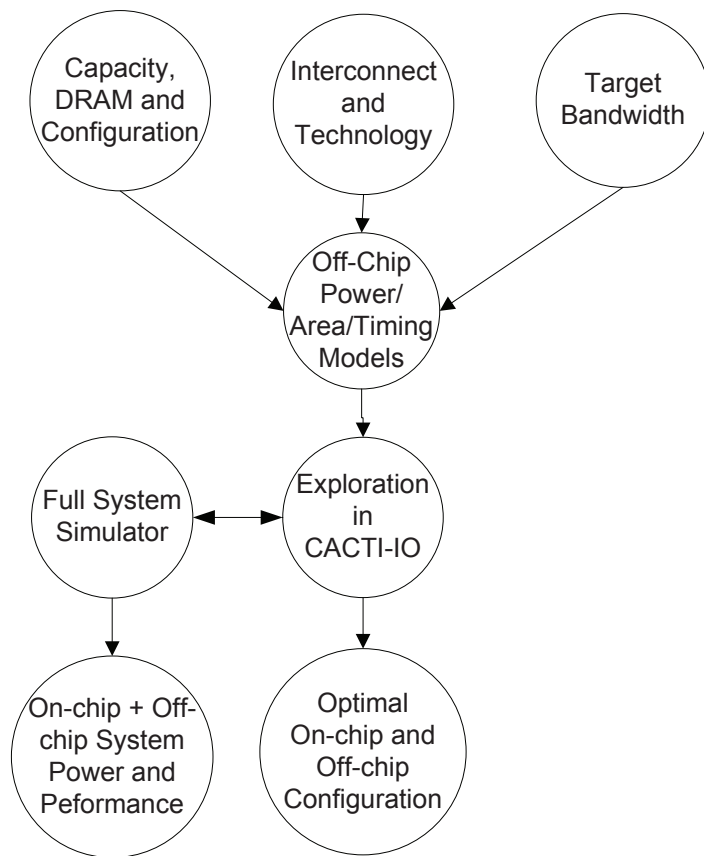 Capacity,
DRAM and
Configuration
Interconnect
and
Technology
Target
Bandwidth
Off-Chip
Power/
Area/Timing
Models
Full System
Simulator
Exploration
in
CACTI-IO
On-chip + Off-
chip System
Power and
Peformance
Optimal
On-chip and
Off-chip
Configuration